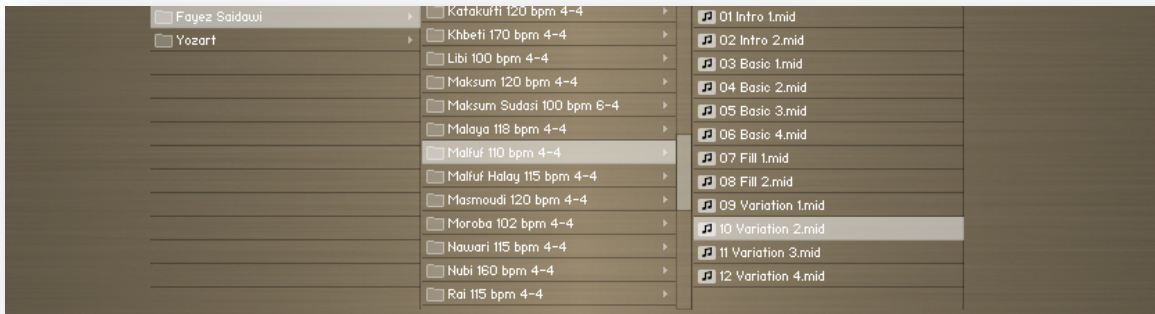 Fayez Saidawi
Yozart
Katakufti 120 bpm 4-4
Khbeti 170 bpm 4-4
Libi 100 bpm 4-4
Maksum 120 bpm 4-4
Maksum Sudasi 100 bpm 6-4
Malaya 118 bpm 4-4
Malfuf 110 bpm 4-4
Malfuf Halay 115 bpm 4-4
Masmoudi 120 bpm 4-4
Moroba 102 bpm 4-4
Nawari 115 bpm 4-4
Nubi 160 bpm 4-4
Rai 115 bpm 4-4
01 Intro 1.mid
02 Intro 2.mid
03 Basic 1.mid
04 Basic 2.mid
05 Basic 3.mid
06 Basic 4.mid
07 Fill 1.mid
08 Fill 2.mid
09 Variation 1.mid
10 Variation 2.mid
11 Variation 3.mid
12 Variation 4.mid